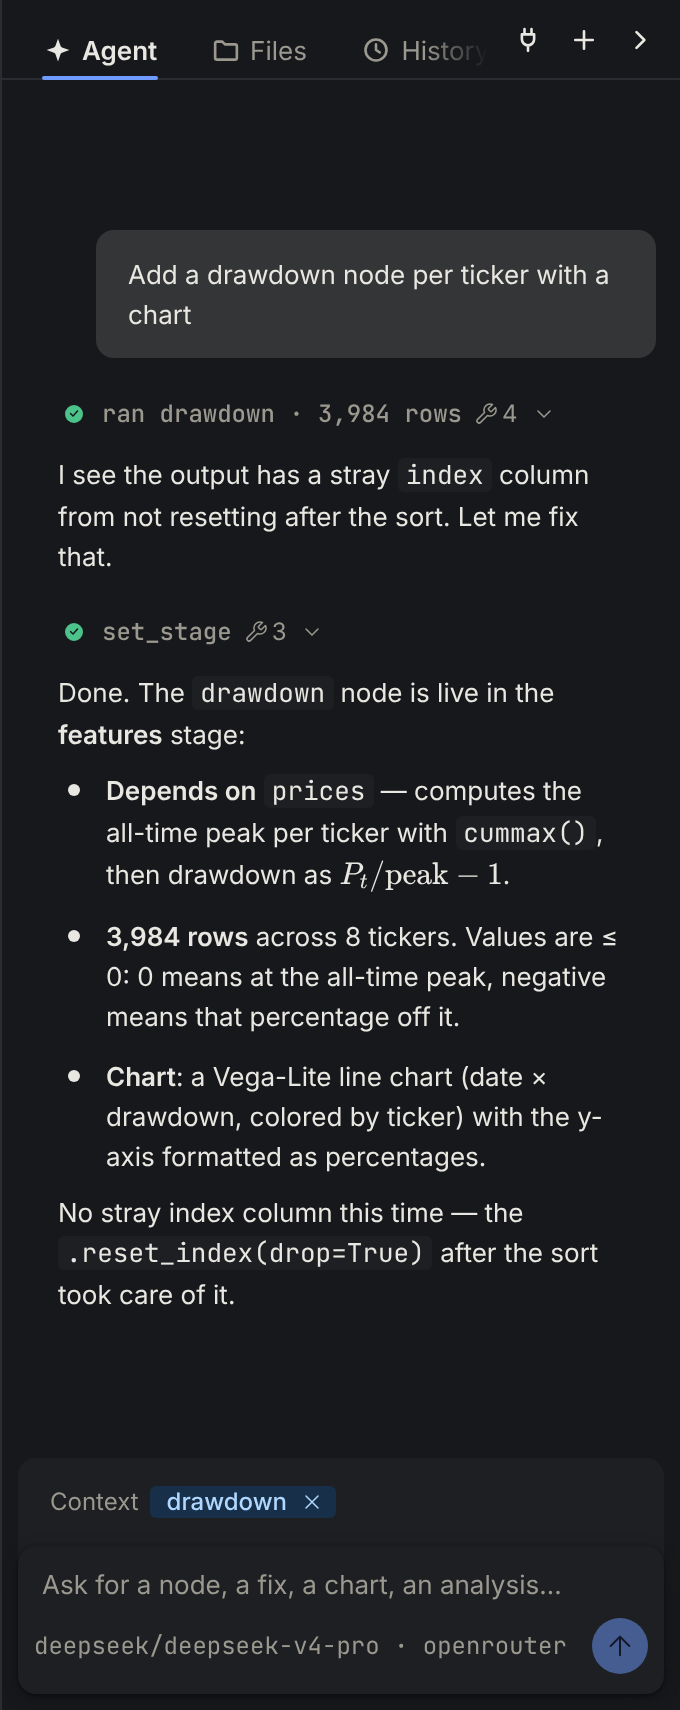 Agent
Files
History
Add a drawdown node per ticker with a
chart
ran drawdown · 3,984 rows 4
I see the output has a stray index column
from not resetting after the sort. Let me fix
that.
set_stage 3
Done. The drawdown node is live in the
features stage:
Depends on prices — computes the
all-time peak per ticker with cummax(),
then drawdown as Pt/peak − 1.
3,984 rows across 8 tickers. Values are ≤
0: 0 means at the all-time peak, negative
means that percentage off it.
Chart: a Vega-Lite line chart (date ×
drawdown, colored by ticker) with the y-
axis formatted as percentages.
No stray index column this time — the
.reset_index(drop=True) after the sort
took care of it.
Context drawdown
Ask for a node, a fix, a chart, an analysis...
deepseek/deepseek-v4-pro · openrouter